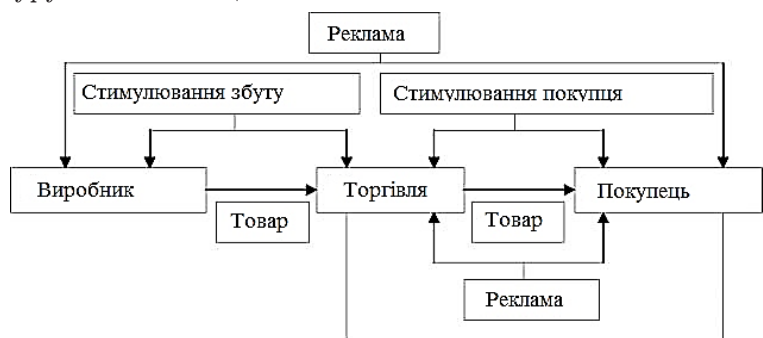 Реклама
Стимулювання збуту
Стимулювання покупця
Виробник
Торгівля
Покупець
Товар
Товар
Реклама